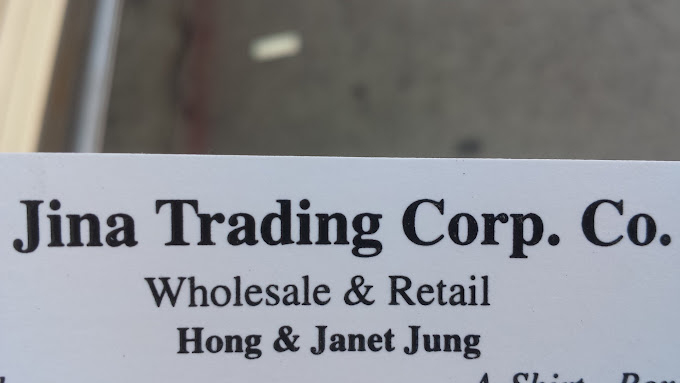 Jina Trading Corp. Co.
Wholesale & Retail
Hong & Janet Jung